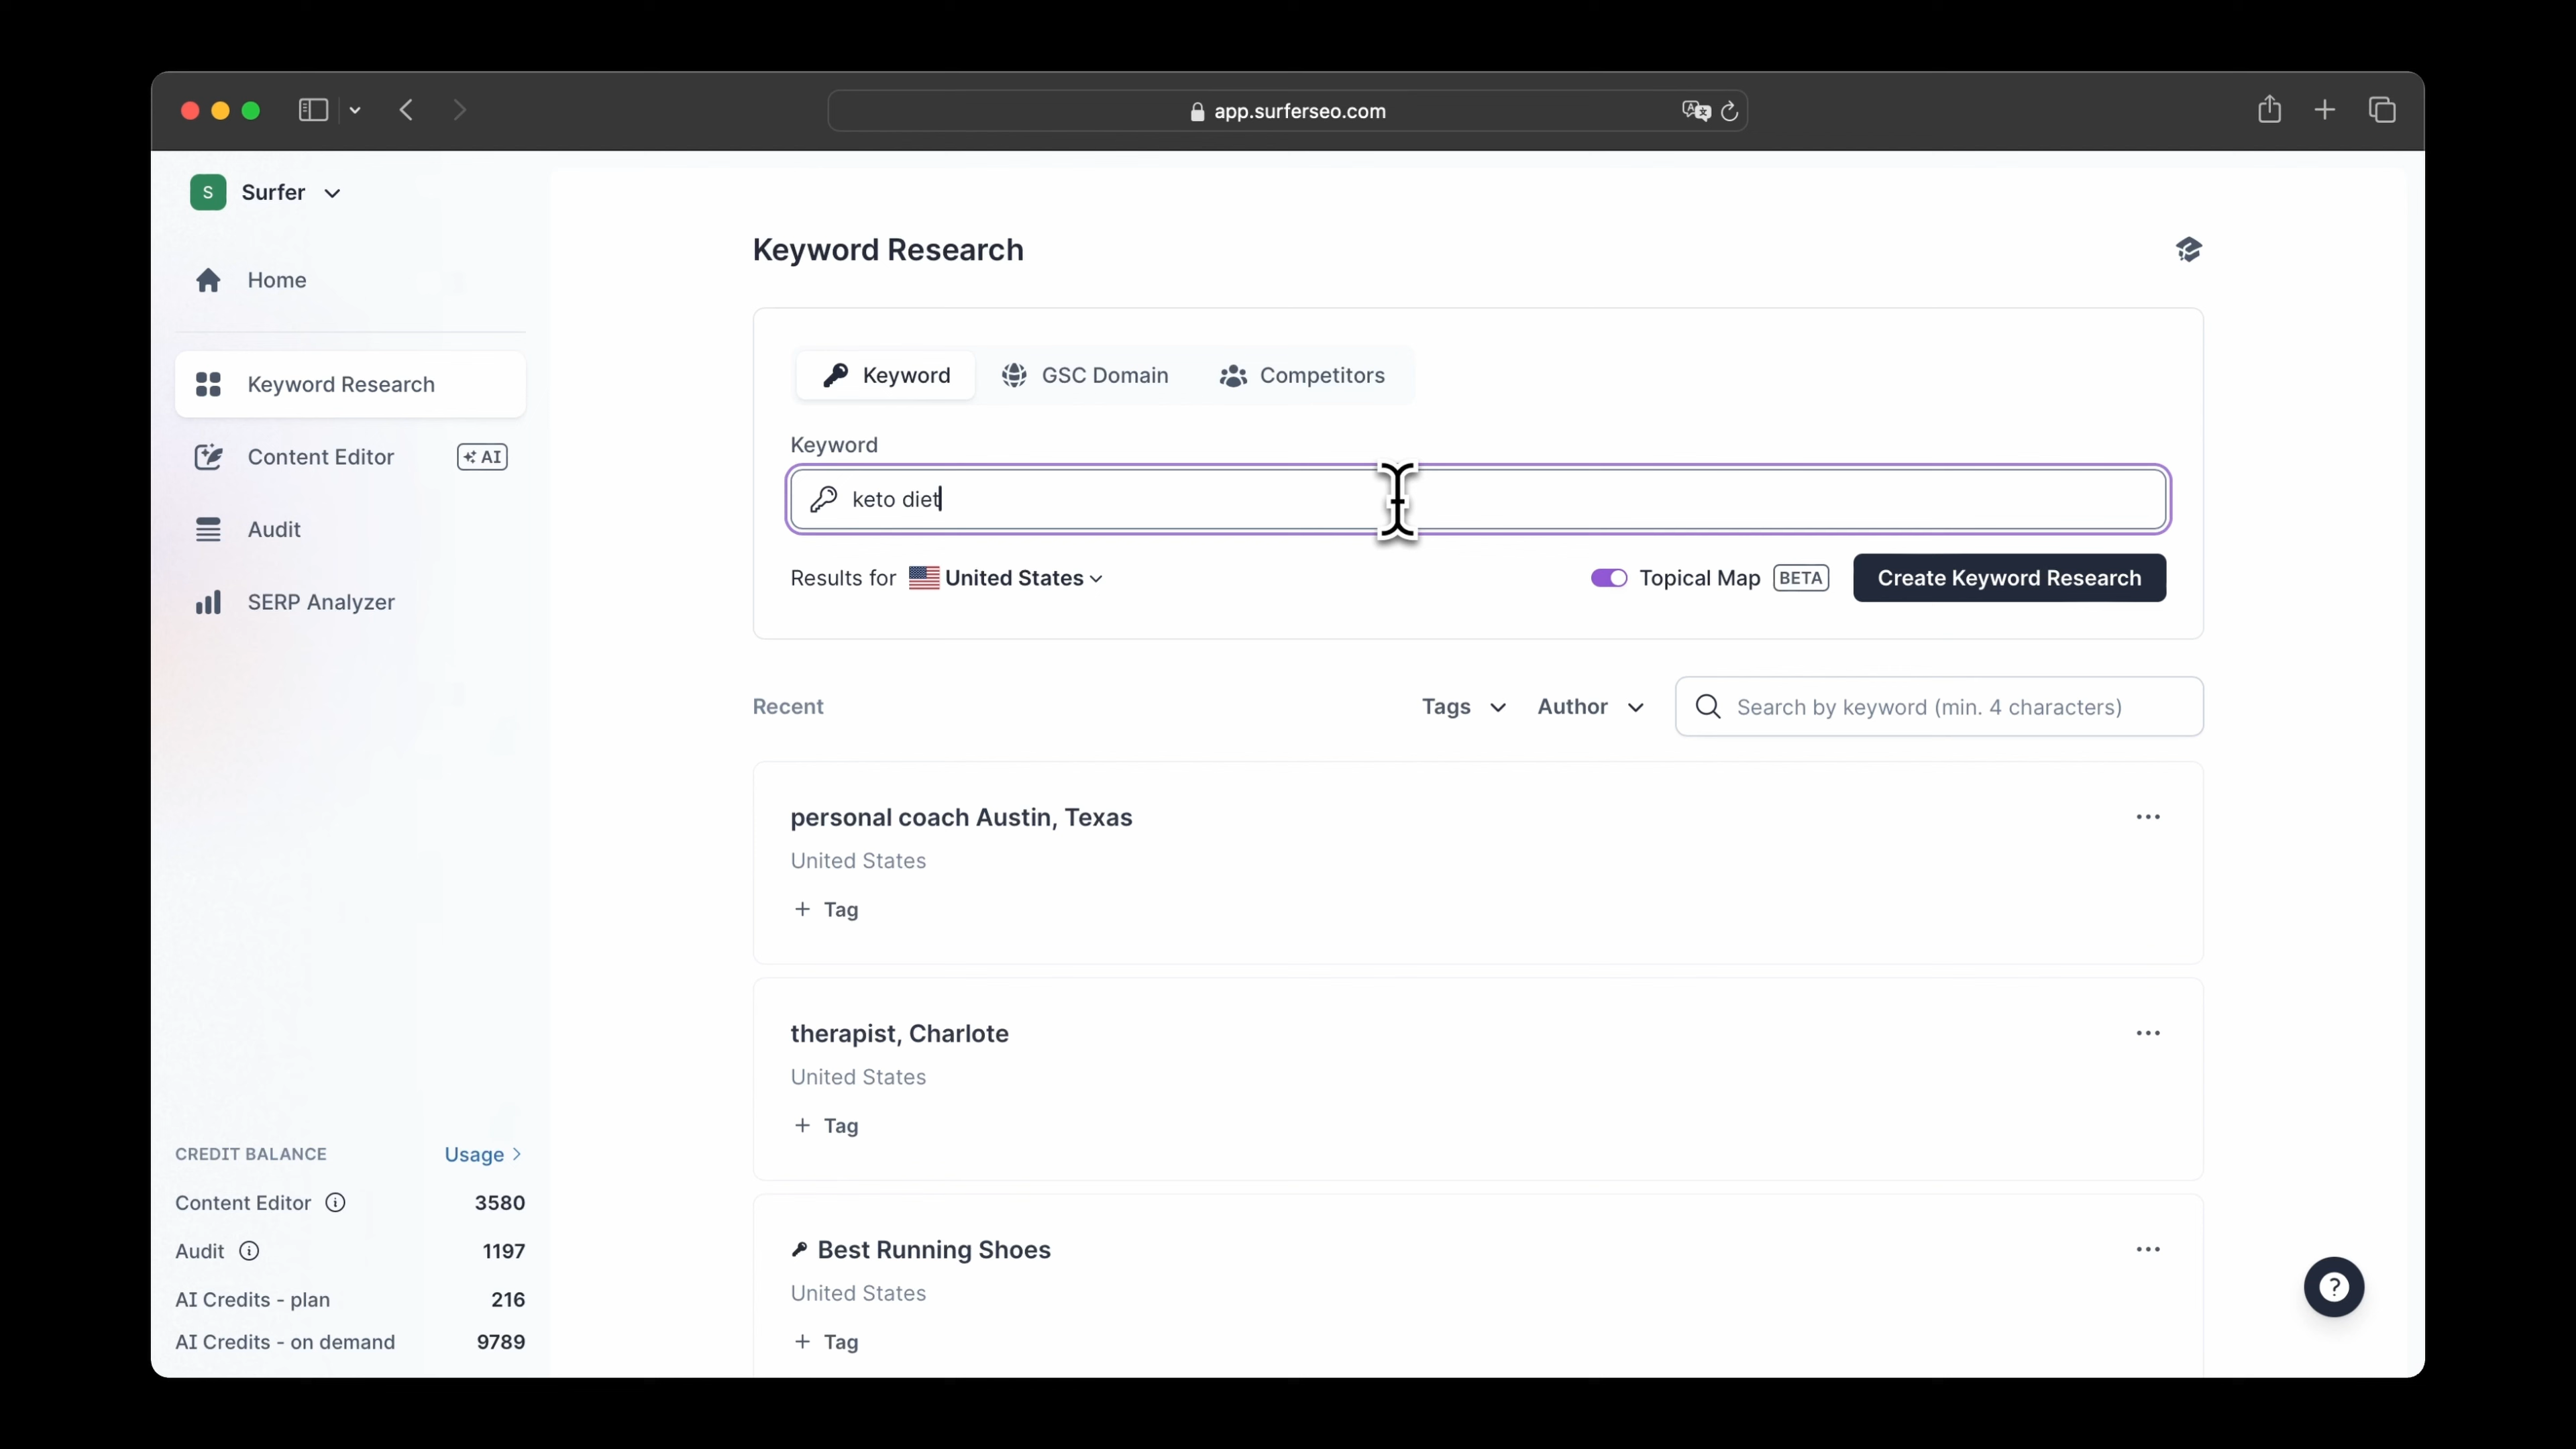 app.surferseo.com
S Surfer
Home
Keyword Research
Content Editor AI
Audit
SERP Analyzer
CREDIT BALANCE Usage
Content Editor 3580
Audit 1197
AI Credits - plan 216
AI Credits - on demand 9789
Keyword Research
Keyword GSC Domain Competitors
Keyword
keto diet
Results for United States Topical Map BETA Create Keyword Research
Recent Tags Author Search by keyword (min. 4 characters)
personal coach Austin, Texas
United States
+ Tag
therapist, Charlote
United States
+ Tag
Best Running Shoes
United States
+ Tag